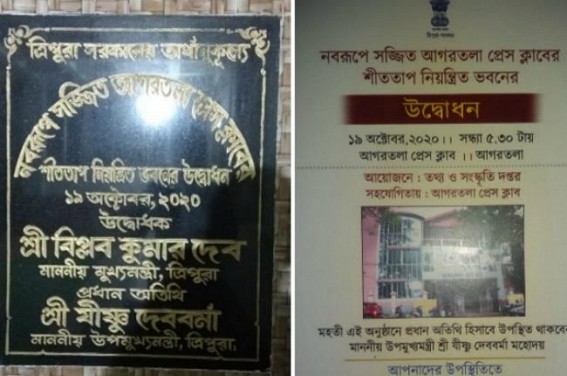 ত্রিপুরা সরকারের অর্থানুকূল্যে
নবরূপে সজ্জিত আগরতলা প্রেস ক্লাবের
শীততাপ নিয়ন্ত্রিত ভবনের উদ্বোধন
১৯ অক্টোবর, ২০২০
উদ্বোধক
শ্রী বিপ্লব কুমার দেব
মাননীয় মুখ্যমন্ত্রী, ত্রিপুরা
প্রধান অতিথি
শ্রী যীষ্ণু দেববর্মা
মাননীয় উপমুখ্যমন্ত্রী, ত্রিপুরা,
নবরূপে সজ্জিত আগরতলা প্রেস ক্লাবের
শীততাপ নিয়ন্ত্রিত ভবনের
উদ্বোধন
১৯ অক্টোবর, ২০২০।। সন্ধ্যা ৫.৩০ টায়
আগরতলা প্রেস ক্লাব ।। আগরতলা
আয়োজনে : তথ্য ও সংস্কৃতি দপ্তর
সহযোগিতায় : আগরতলা প্রেস ক্লাব
মহতী এই অনুষ্ঠানে প্রধান অতিথি হিসাবে উপস্থিত থাকবেন
মাননীয় উপমুখ্যমন্ত্রী শ্রী যীষ্ণু দেববর্মা মহোদয়
আপনাদের উপস্থিতিতে